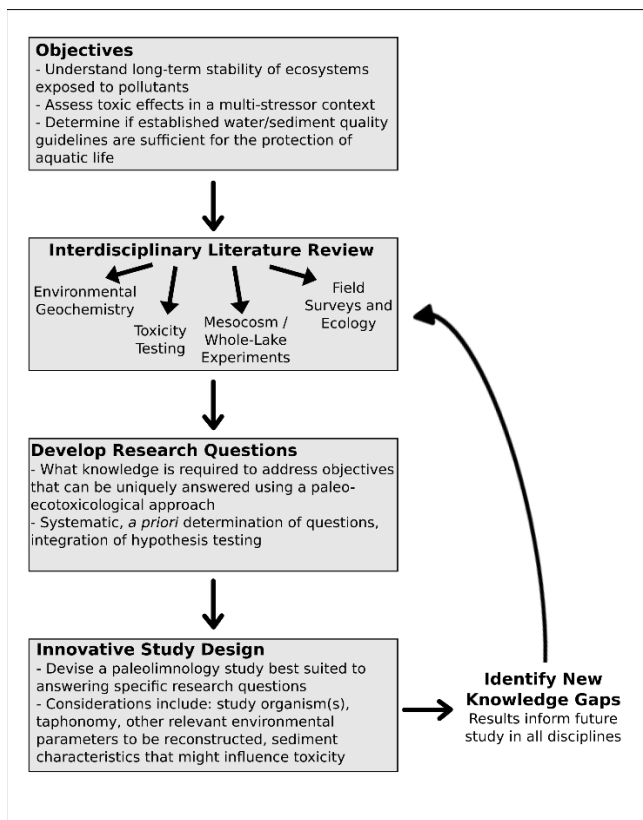 Objectives
- Understand long-term stability of ecosystems
exposed to pollutants
- Assess toxic effects in a multi-stressor context
- Determine if established water/sediment quality
guidelines are sufficient for the protection of
aquatic life
Interdisciplinary Literature Review
Environmental
Geochemistry
Toxicity
Testing
Mesocosm /
Whole-Lake
Experiments
Field
Surveys and
Ecology
Develop Research Questions
- What knowledge is required to address objectives
that can be uniquely answered using a paleo-
ecotoxicological approach
- Systematic, a priori determination of questions,
integration of hypothesis testing
Innovative Study Design
- Devise a paleolimnology study best suited to
answering specific research questions
- Considerations include: study organism(s),
taphonomy, other relevant environmental
parameters to be reconstructed, sediment
characteristics that might influence toxicity
Identify New
Knowledge Gaps
Results inform future
study in all disciplines